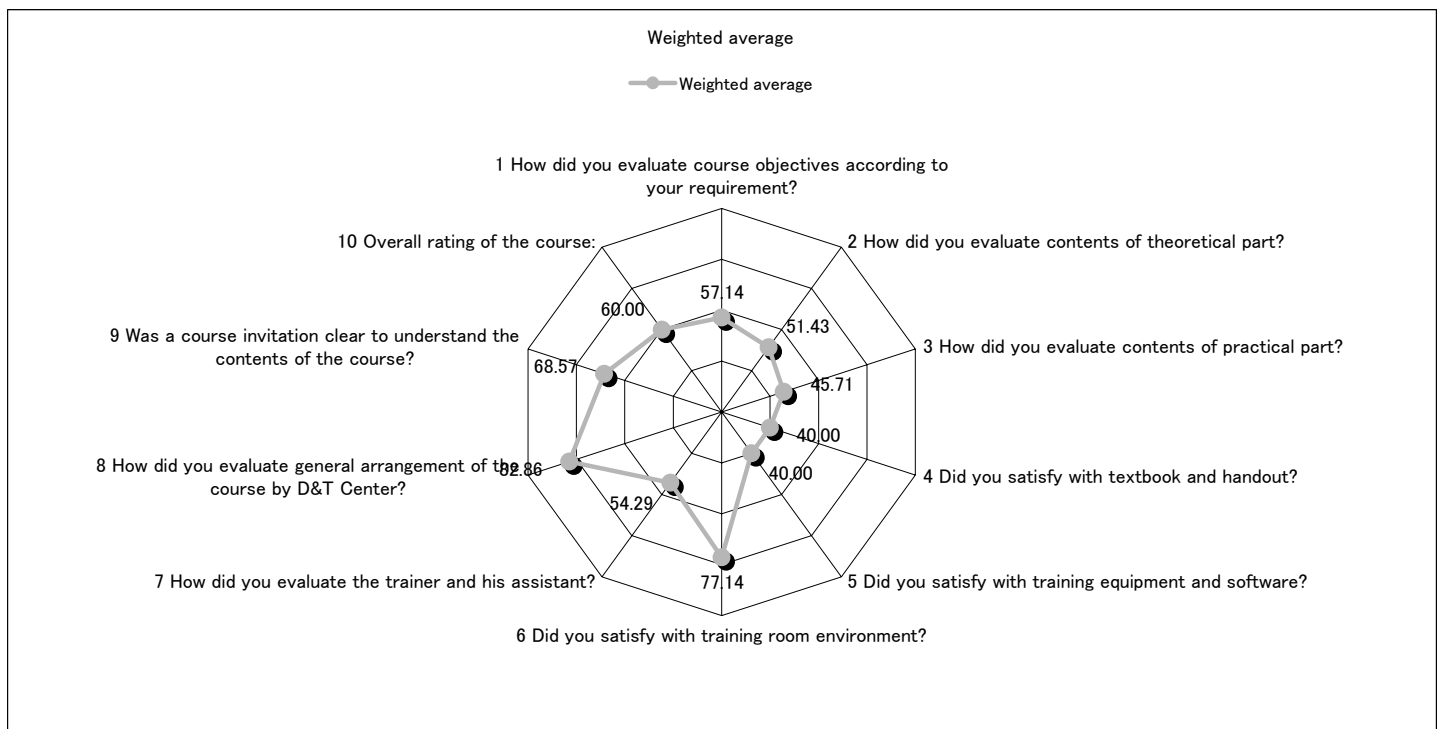 Weighted average
Weighted average
1 How did you evaluate course objectives according to
your requirement?
10 Overall rating of the course:
2 How did you evaluate contents of theoretical part?
57.14
60.00
51.43
9 Was a course invitation clear to understand the
contents of the course?
3 How did you evaluate contents of practical part?
68.57
45.71
40.00
8 How did you evaluate general arrangement of the
course by D&T Center?
82.86
40.00
4 Did you satisfy with textbook and handout?
54.29
7 How did you evaluate the trainer and his assistant?
77.14
5 Did you satisfy with training equipment and software?
6 Did you satisfy with training room environment?